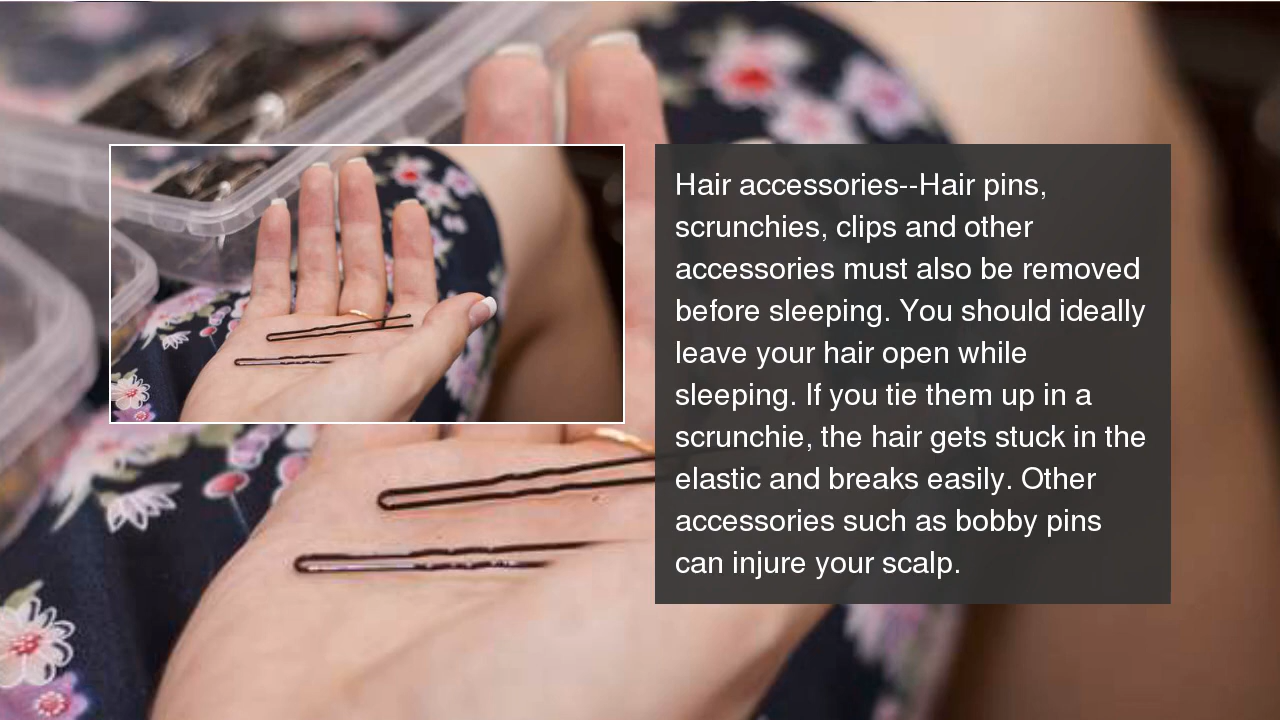 Hair accessories--Hair pins,
scrunchies, clips and other
accessories must also be removed
before sleeping. You should ideally
leave your hair open while
sleeping. If you tie them up in a
scrunchie, the hair gets stuck in the
elastic and breaks easily. Other
accessories such as bobby pins
can injure your scalp.